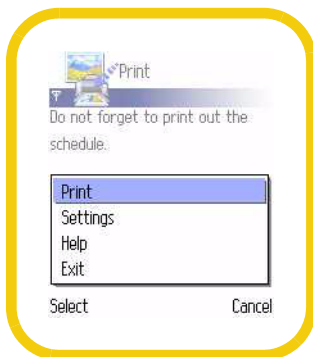 Print
Do not forget to print out the
schedule.
Print
Settings
Help
Exit
Select Cancel